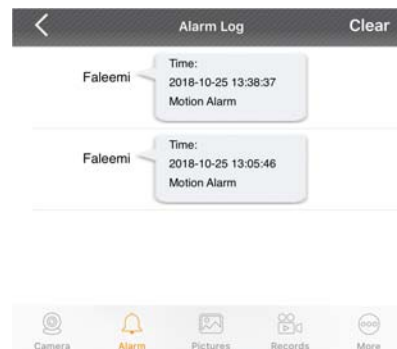 Alarm Log Clear
Faleemi
Time:
2018-10-25 13:38:37
Motion Alarm
Faleemi
Time:
2018-10-25 13:05:46
Motion Alarm
Camera Alarm Pictures Records More